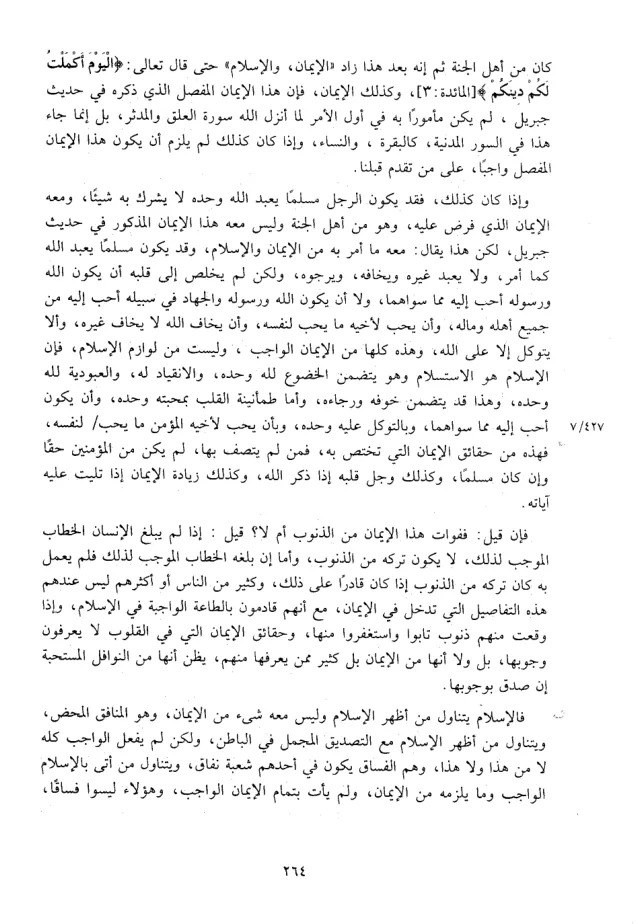 كان من أهل الجنة ثم إنه بعد هذا زاد «الإيمان، والإسلام» حتى قال تعالى: ﴿الْيَوْمَ أَكْمَلْتُ
لَكُمْ دِينَكُمْ﴾ [المائدة: ٣]، وكذلك الإيمان، فإن هذا الإيمان المفصل الذي ذكره في حديث
جبريل ، لم يكن مأمورًا به في أول الأمر لما أنزل الله سورة العلق والمدثر، بل إنما جاء
هذا في السور المدنية، كالبقرة ، والنساء، وإذا كان كذلك لم يلزم أن يكون هذا الإيمان
المفصل واجبًا، على من تقدم قبلنا.
وإذا كان كذلك، فقد يكون الرجل مسلمًا يعبد الله وحده لا يشرك به شيئًا، ومعه
الإيمان الذي فرض عليه، وهو من أهل الجنة وليس معه هذا الإيمان المذكور في حديث
جبريل، لكن هذا يقال: معه ما أمر به من الإيمان والإسلام، وقد يكون مسلمًا يعبد الله
كما أمر، ولا يعبد غيره ويخافه، ويرجوه، ولكن لم يخلص إلى قلبه أن يكون الله
ورسوله أحب إليه مما سواهما، ولا أن يكون الله ورسوله والجهاد في سبيله أحب إليه من
جميع أهله وماله، وأن يحب لأخيه ما يحب لنفسه، وأن يخاف الله لا يخاف غيره، وألا
يتوكل إلا على الله، وهذه كلها من الإيمان الواجب ، وليست من لوازم الإسلام، فإن
الإسلام هو الاستسلام وهو يتضمن الخضوع لله وحده، والانقياد له، والعبودية لله
وحده، وهذا قد يتضمن خوفه ورجاءه، وأما طمأنينة القلب بمحبته وحده، وأن يكون
٧/٤٢٧ أحب إليه مما سواهما، وبالتوكل عليه وحده، وبأن يحب لأخيه المؤمن ما يحب/ لنفسه،
فهذه من حقائق الإيمان التي تختص به، فمن لم يتصف بها، لم يكن من المؤمنين حقًا
وإن كان مسلمًا، وكذلك وجل قلبه إذا ذكر الله، وكذلك زيادة الإيمان إذا تليت عليه
آياته.
فإن قيل: ففوات هذا الإيمان من الذنوب أم لا؟ قيل : إذا لم يبلغ الإنسان الخطاب
الموجب لذلك، لا يكون تركه من الذنوب، وأما إن بلغه الخطاب الموجب لذلك فلم يعمل
به كان تركه من الذنوب إذا كان قادرًا على ذلك، وكثير من الناس أو أكثرهم ليس عندهم
هذه التفاصيل التي تدخل في الإيمان، مع أنهم قادمون بالطاعة الواجبة في الإسلام، وإذا
وقعت منهم ذنوب تابوا واستغفروا منها، وحقائق الإيمان التي في القلوب لا يعرفون
وجوبها، بل ولا أنها من الإيمان بل كثير ممن يعرفها منهم، يظن أنها من النوافل المستحبة
إن صدق بوجوبها.
فالإسلام يتناول من أظهر الإسلام وليس معه شىء من الإيمان، وهو المنافق المحض،
ويتناول من أظهر الإسلام مع التصديق المجمل في الباطن، ولكن لم يفعل الواجب كله
لا من هذا ولا هذا، وهم الفساق يكون في أحدهم شعبة نفاق، ويتناول من أتى بالإسلام
الواجب وما يلزمه من الإيمان، ولم يأت بتمام الإيمان الواجب، وهؤلاء ليسوا فساقًا،
٢٦٤